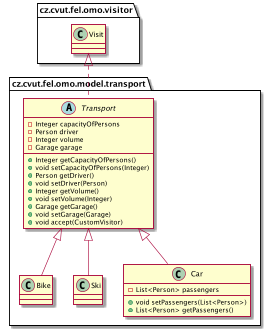 cz.cvut.fel.omo.visitor
C Visit
cz.cvut.fel.omo.model.transport
A Transport
Integer capacityOfPersons
Person driver
Integer volume
Garage garage
Integer getCapacityOfPersons()
void setCapacityOfPersons(Integer)
Person getDriver()
void setDriver(Person)
Integer getVolume()
void setVolume(Integer)
Garage getGarage()
void setGarage(Garage)
void accept(CustomVisitor)
C Bike
C Ski
C Car
List<Person> passengers
void setPassengers(List<Person>)
List<Person> getPassengers()